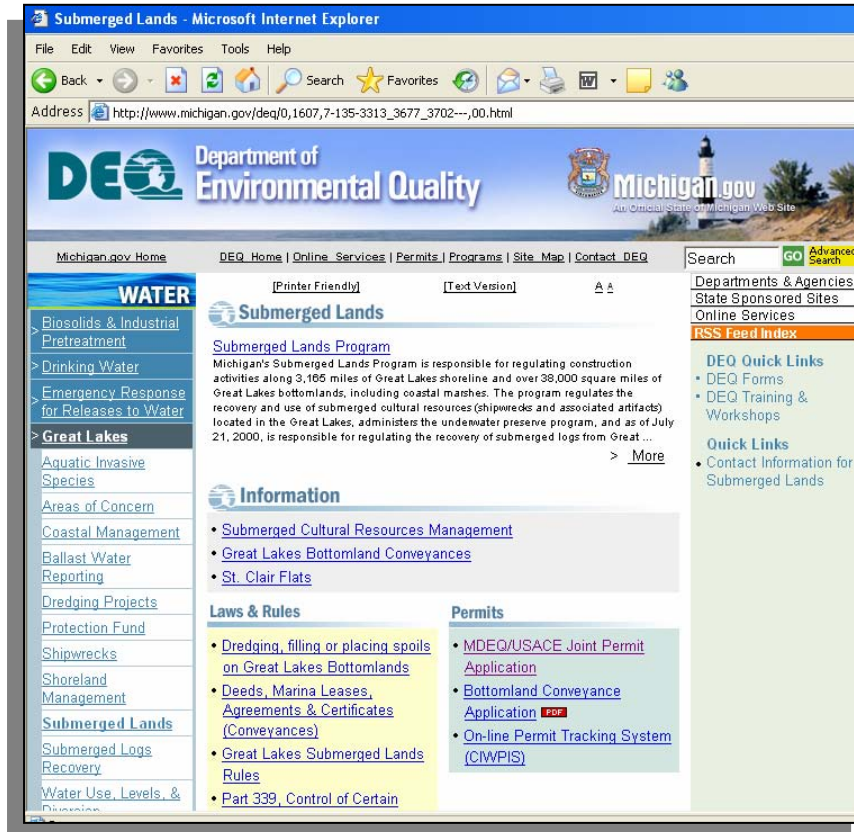 Submerged Lands - Microsoft Internet Explorer
File Edit View Favorites Tools Help
Back Search Favorites
Address http://www.michigan.gov/deq/0,1607,7-135-3313_3677_3702---,00.html
DEQ Department of
Environmental Quality
Michigan.gov
An Official State of Michigan Web Site
Michigan.gov Home
DEQ Home | Online Services | Permits | Programs | Site Map | Contact DEQ
Search GO Advanced
Search
WATER
> Biosolids & Industrial
Pretreatment
> Drinking Water
> Emergency Response
for Releases to Water
> Great Lakes
Aquatic Invasive
Species
Areas of Concern
Coastal Management
Ballast Water
Reporting
Dredging Projects
Protection Fund
Shipwrecks
Shoreland
Management
Submerged Lands
Submerged Logs
Recovery
Water Use, Levels, &
[Printer Friendly] [Text Version] A A
Submerged Lands
Submerged Lands Program
Michigan's Submerged Lands Program is responsible for regulating construction
activities along 3,165 miles of Great Lakes shoreline and over 38,000 square miles of
Great Lakes bottomlands, including coastal marshes. The program regulates the
recovery and use of submerged cultural resources (shipwrecks and associated artifacts)
located in the Great Lakes, administers the underwater preserve program, and as of July
21, 2000, is responsible for regulating the recovery of submerged logs from Great ...
> More
Information
• Submerged Cultural Resources Management
• Great Lakes Bottomland Conveyances
• St. Clair Flats
Laws & Rules
• Dredging, filling or placing spoils
on Great Lakes Bottomlands
• Deeds, Marina Leases,
Agreements & Certificates
(Conveyances)
• Great Lakes Submerged Lands
Rules
• Part 339, Control of Certain
Permits
• MDEQ/USACE Joint Permit
Application
• Bottomland Conveyance
Application PDF
• On-line Permit Tracking System
(CIWPIS)
Departments & Agencies
State Sponsored Sites
Online Services
RSS Feed Index
DEQ Quick Links
• DEQ Forms
• DEQ Training &
Workshops
Quick Links
• Contact Information for
Submerged Lands